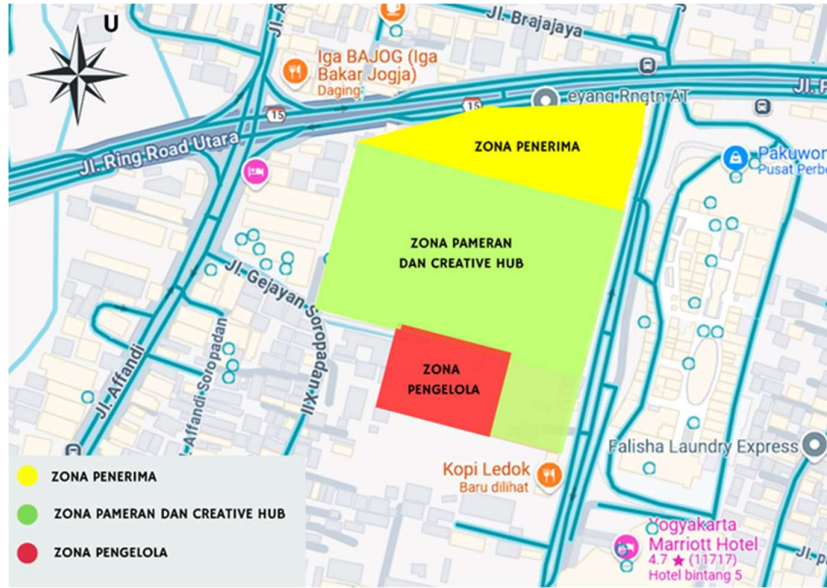 U
Jl. Brajajaya
Iga BAJOG (Iga
Bakar Jogja)
Daging
15
15
eyang Rngtn AT
Jl. Ring Road Utara
ZONA PENERIMA
Pakuwon
Pusat Perbe
ZONA PAMERAN
DAN CREATIVE HUB
Jl. Gejayan Soropadan XII
ZONA
PENGELOLA
Jl. Affandi
Affandi Soropadan
Falisha Laundry Express
Kopi Ledok
Baru dilihat
Yogyakarta
Marriott Hotel
4.7 ★ (11717)
Hotel bintang 5
ZONA PENERIMA
ZONA PAMERAN DAN CREATIVE HUB
ZONA PENGELOLA